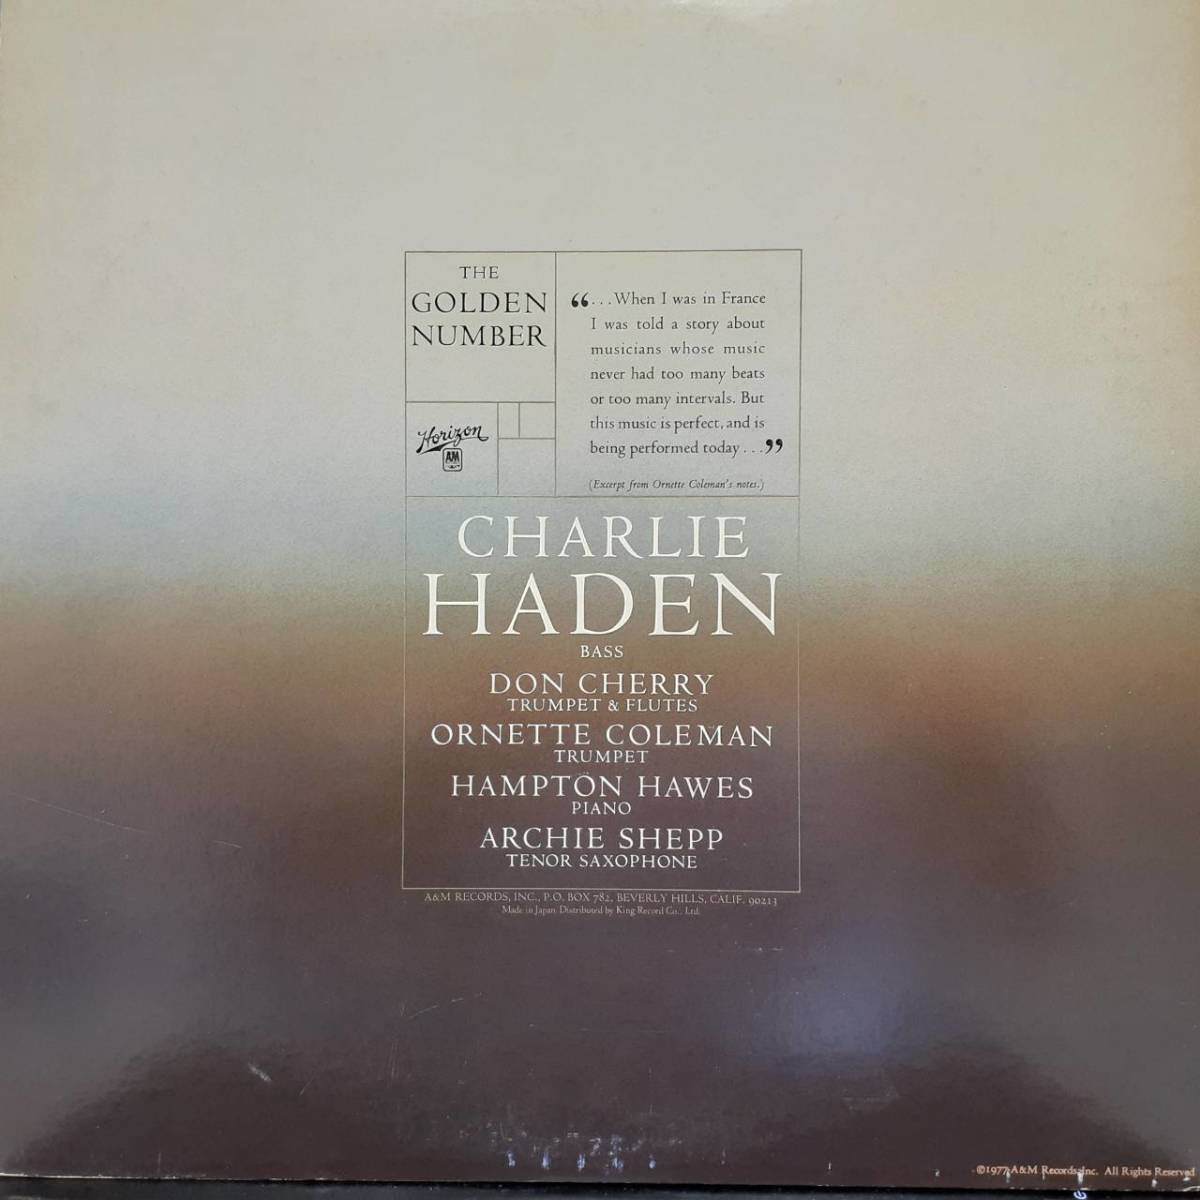 THE
GOLDEN
NUMBER
“. . . When I was in France
I was told a story about
musicians whose music
never had too many beats
or too many intervals. But
this music is perfect, and is
being performed today . . .”
(Excerpt from Ornette Coleman's notes.)
Horizon
A&M
CHARLIE
HADEN
BASS
DON CHERRY
TRUMPET & FLUTES
ORNETTE COLEMAN
TRUMPET
HAMPTON HAWES
PIANO
ARCHIE SHEPP
TENOR SAXOPHONE
A&M RECORDS, INC., P.O. BOX 782, BEVERLY HILLS, CALIF. 90213
Made in Japan Distributed by King Record Co., Ltd.
©1977 A&M Records, Inc. All Rights Reserved